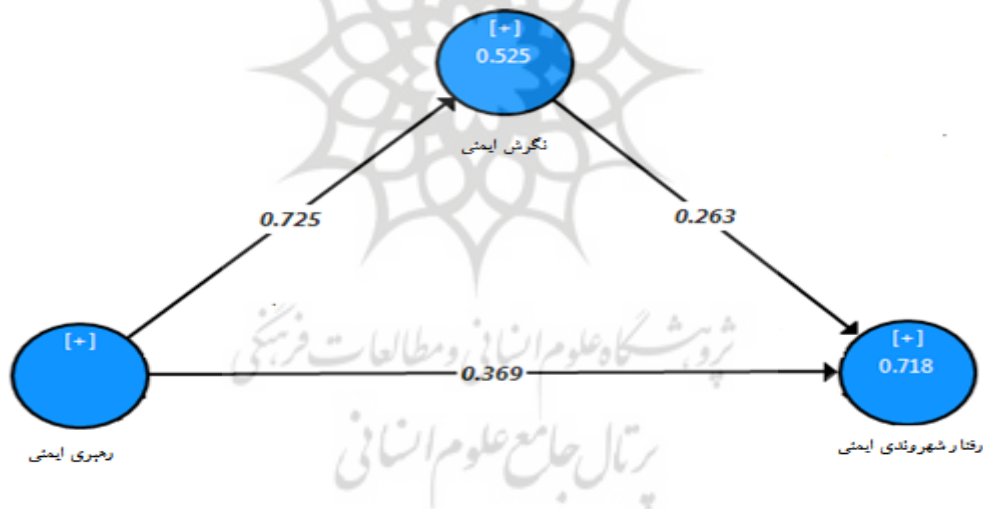 [+]
0.525
نگرش ایمنی
0.725
0.263
[+]
[+]
0.718
0.369
رهبری ایمنی
رفتار شهروندی ایمنی
پژوهشگاه علوم انسانی و مطالعات فرهنگی
پرتال جامع علوم انسانی